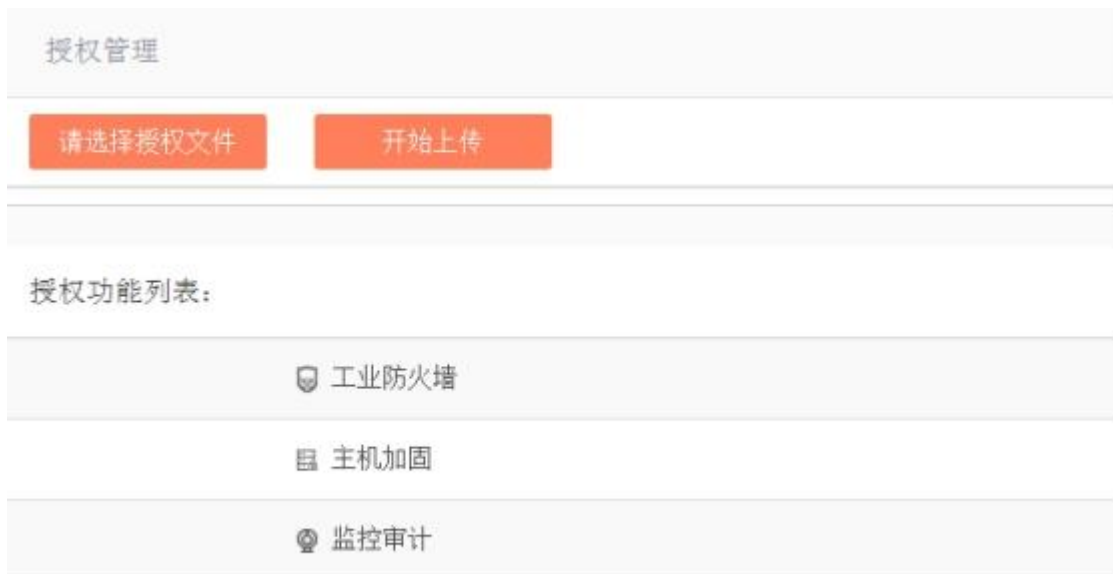 授权管理
请选择授权文件 开始上传
授权功能列表：
工业防火墙
主机加固
监控审计